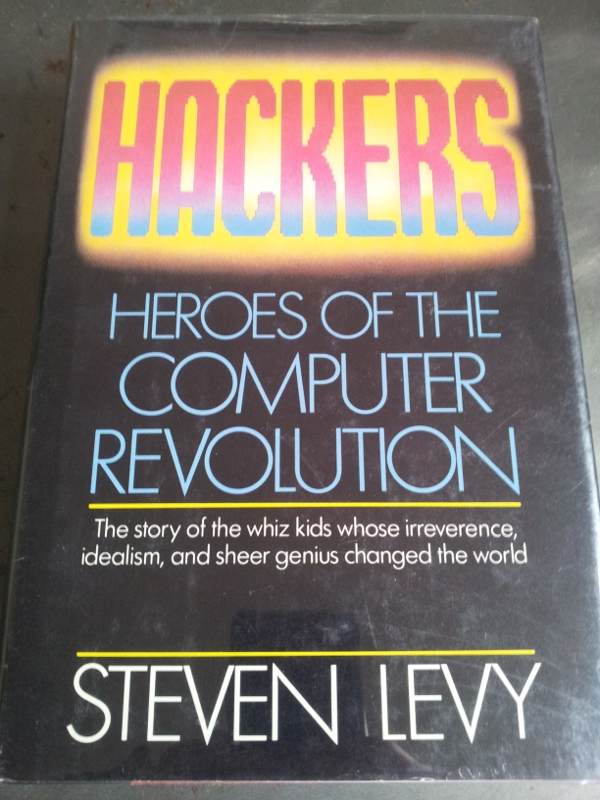 HACKERS
HEROES OF THE
COMPUTER
REVOLUTION
The story of the whiz kids whose irreverence,
idealism, and sheer genius changed the world
STEVEN LEVY